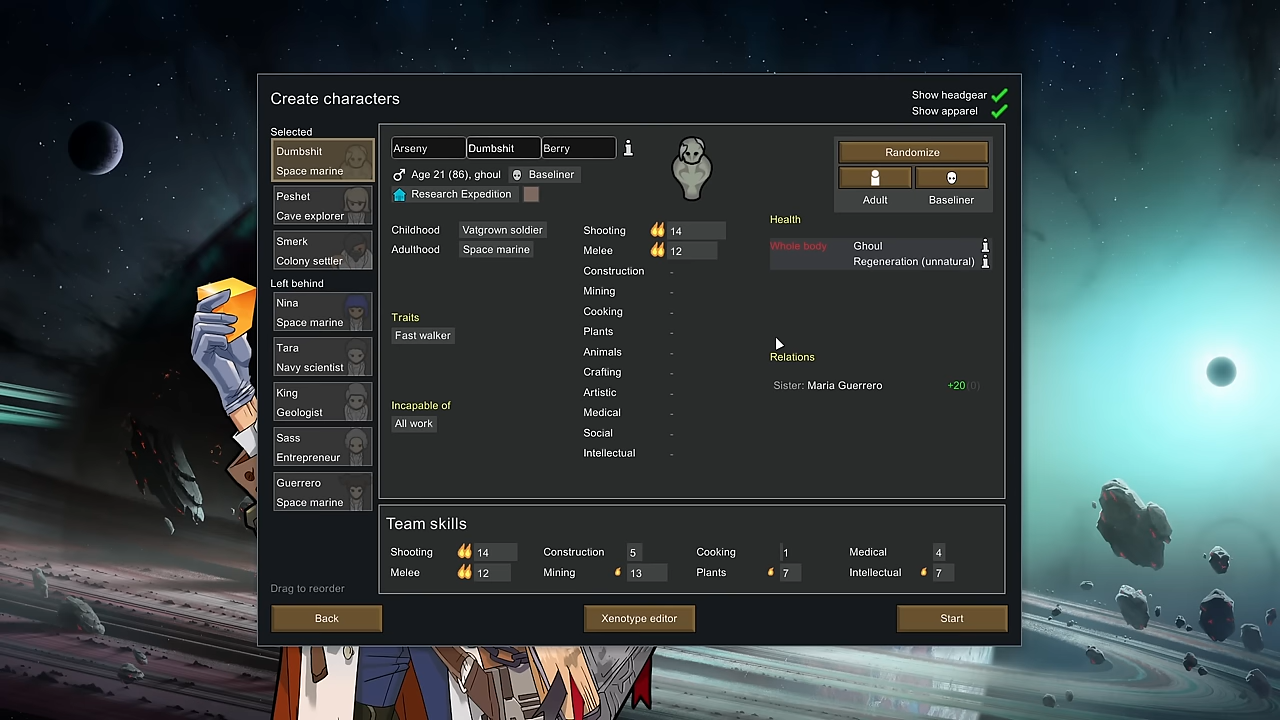 Create characters
Show headgear
Show apparel
Selected
Dumbshit
Space marine
Peshet
Cave explorer
Smerk
Colony settler
Left behind
Nina
Space marine
Tara
Navy scientist
King
Geologist
Sass
Entrepreneur
Guerrero
Space marine
Drag to reorder
Arseny Dumbshit Berry
Age 21 (86), ghoul Baseliner
Research Expedition
Childhood Vatgrown soldier
Adulthood Space marine
Traits
Fast walker
Incapable of
All work
Shooting 14
Melee 12
Construction -
Mining -
Cooking -
Plants -
Animals -
Crafting -
Artistic -
Medical -
Social -
Intellectual -
Randomize
Adult Baseliner
Health
Whole body Ghoul
Regeneration (unnatural)
Relations
Sister: Maria Guerrero +20 (0)
Team skills
Shooting 14 Construction 5 Cooking 1 Medical 4
Melee 12 Mining 13 Plants 7 Intellectual 7
Back Xenotype editor Start